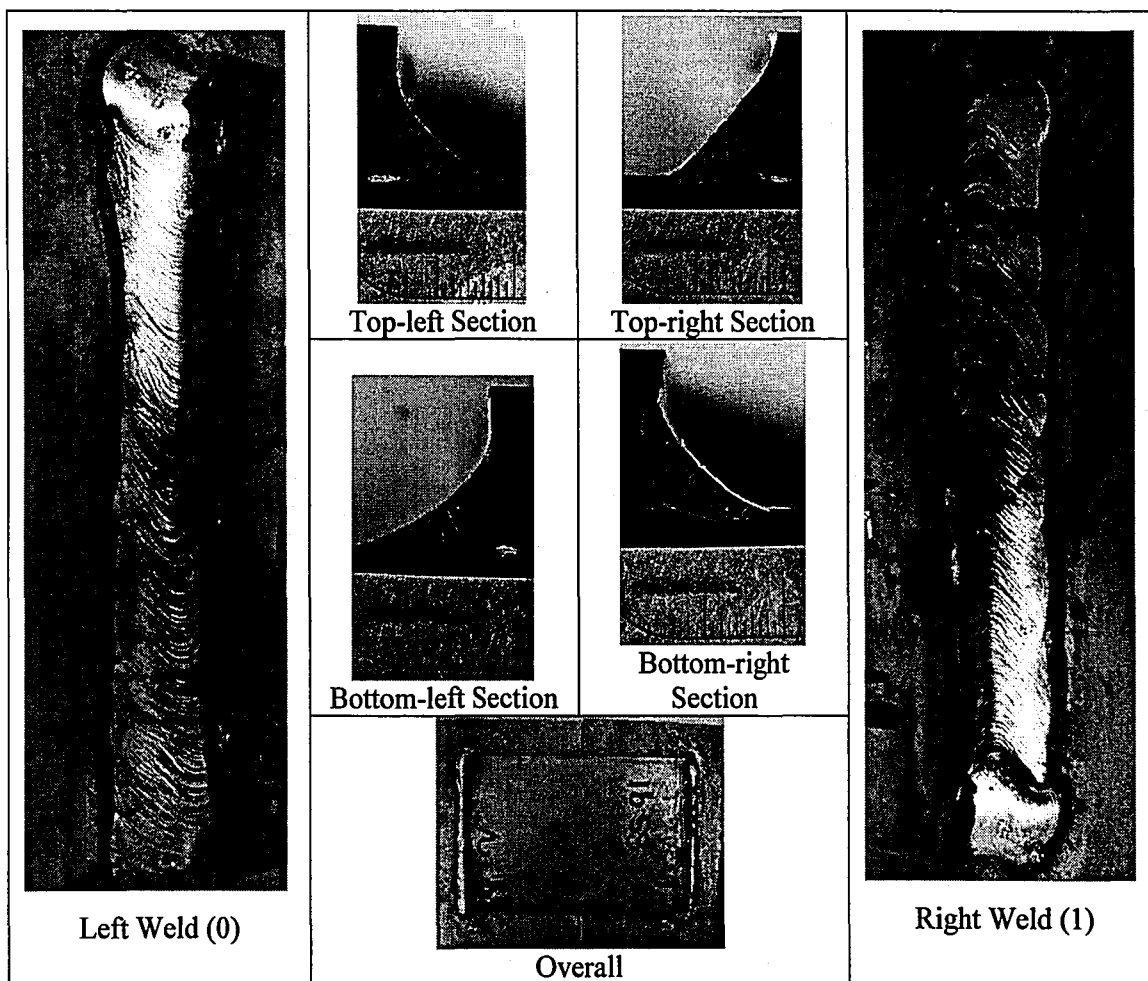 Top-left Section
Top-right Section
Bottom-left Section
Bottom-right
Section
Left Weld (0)
Overall
Right Weld (1)